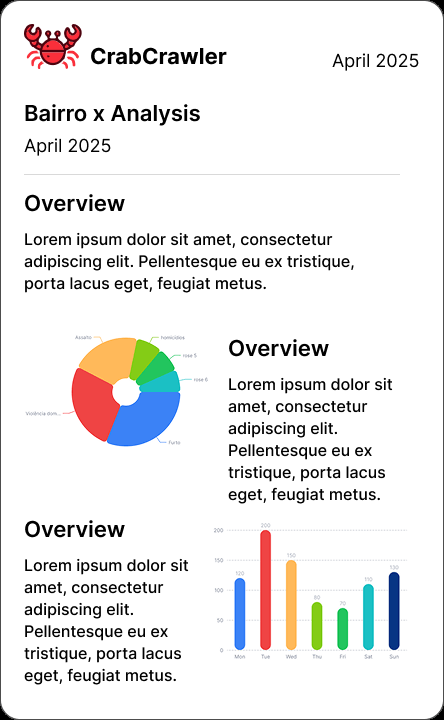 CrabCrawler
April 2025
Bairro x Analysis
April 2025
Overview
Lorem ipsum dolor sit amet, consectetur
adipiscing elit. Pellentesque eu ex tristique,
porta lacus eget, feugiat metus.
Assalto
homicidios
rose 5
rose 6
Violência dom...
Furto
Overview
Lorem ipsum dolor sit
amet, consectetur
adipiscing elit.
Pellentesque eu ex
tristique, porta lacus
eget, feugiat metus.
Overview
Lorem ipsum dolor sit
amet, consectetur
adipiscing elit.
Pellentesque eu ex
tristique, porta lacus
eget, feugiat metus.
200
150
100
50
0
120
200
150
80
70
110
130
Mon Tue Wed Thu Fri Sat Sun